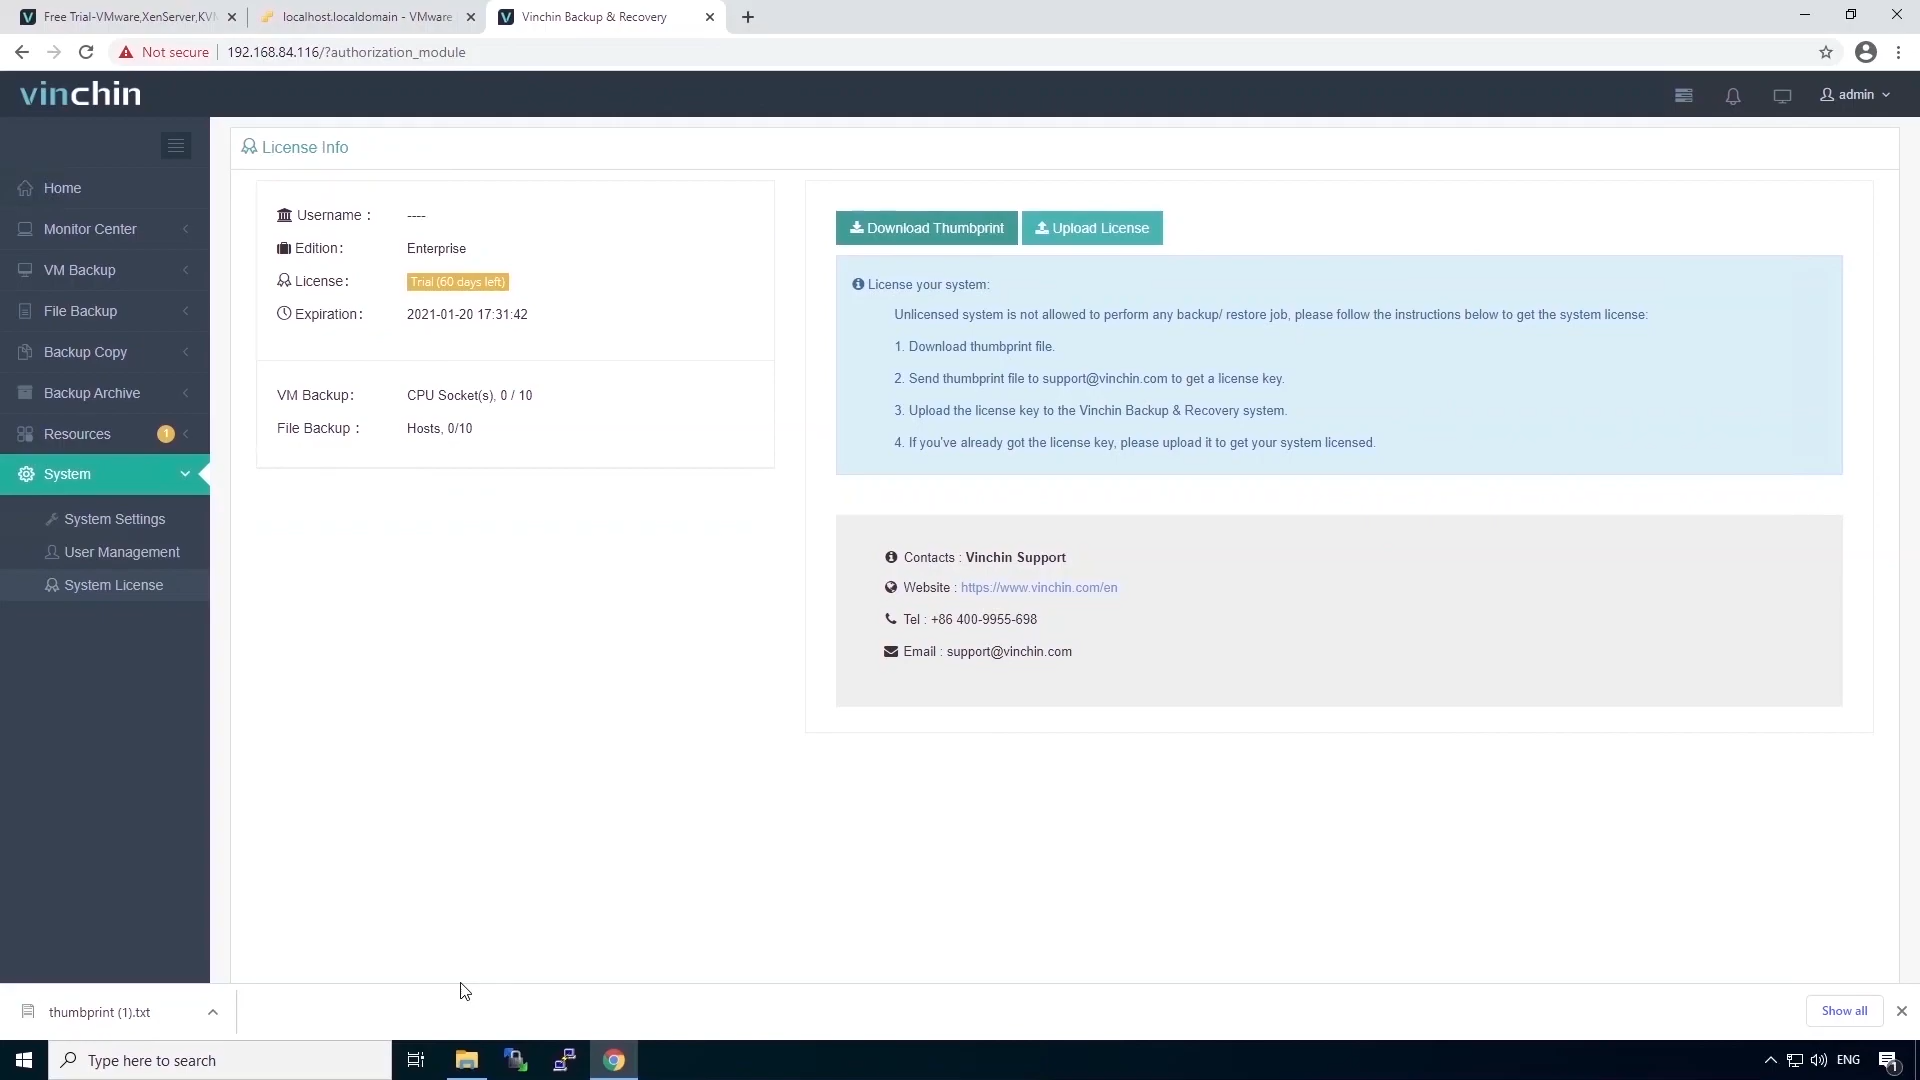 Free Trial-VMware,XenServer,KVM
localhost.localdomain - VMware
Vinchin Backup & Recovery
Not secure
192.168.84.116/?authorization_module
vinchin
admin
License Info
Home
Monitor Center
VM Backup
File Backup
Backup Copy
Backup Archive
Resources
1
System
System Settings
User Management
System License
Username :
----
Edition:
Enterprise
License:
Trial (60 days left)
Expiration:
2021-01-20 17:31:42
VM Backup:
CPU Socket(s), 0 / 10
File Backup :
Hosts, 0/10
Download Thumbprint
Upload License
License your system:
Unlicensed system is not allowed to perform any backup/ restore job, please follow the instructions below to get the system license:
1. Download thumbprint file.
2. Send thumbprint file to support@vinchin.com to get a license key.
3. Upload the license key to the Vinchin Backup & Recovery system.
4. If you've already got the license key, please upload it to get your system licensed.
Contacts : Vinchin Support
Website : https://www.vinchin.com/en
Tel : +86 400-9955-698
Email : support@vinchin.com
thumbprint (1).txt
Show all
Type here to search
ENG
1